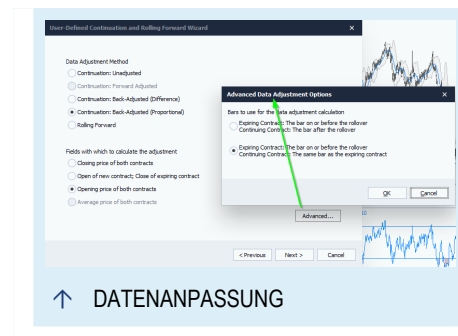 User-Defined Continuation and Rolling Forward Wizard
Data Adjustment Method
Continuation: Unadjusted
Continuation: Forward Adjusted
Continuation: Back-Adjusted (Difference)
Continuation: Back-Adjusted (Proportional)
Rolling Forward
Fields with which to calculate the adjustment
Closing price of both contracts
Open of new contract; Close of expiring contract
Opening price of both contracts
Average price of both contracts
Advanced...
< Previous Next > Cancel
Advanced Data Adjustment Options
Bars to use for the data adjustment calculation
Expiring Contract: The bar on or before the rollover
Continuing Contract: The bar after the rollover
Expiring Contract: The bar on or before the rollover
Continuing Contract: The same bar as the expiring contract
OK Cancel
DATENANPASSUNG